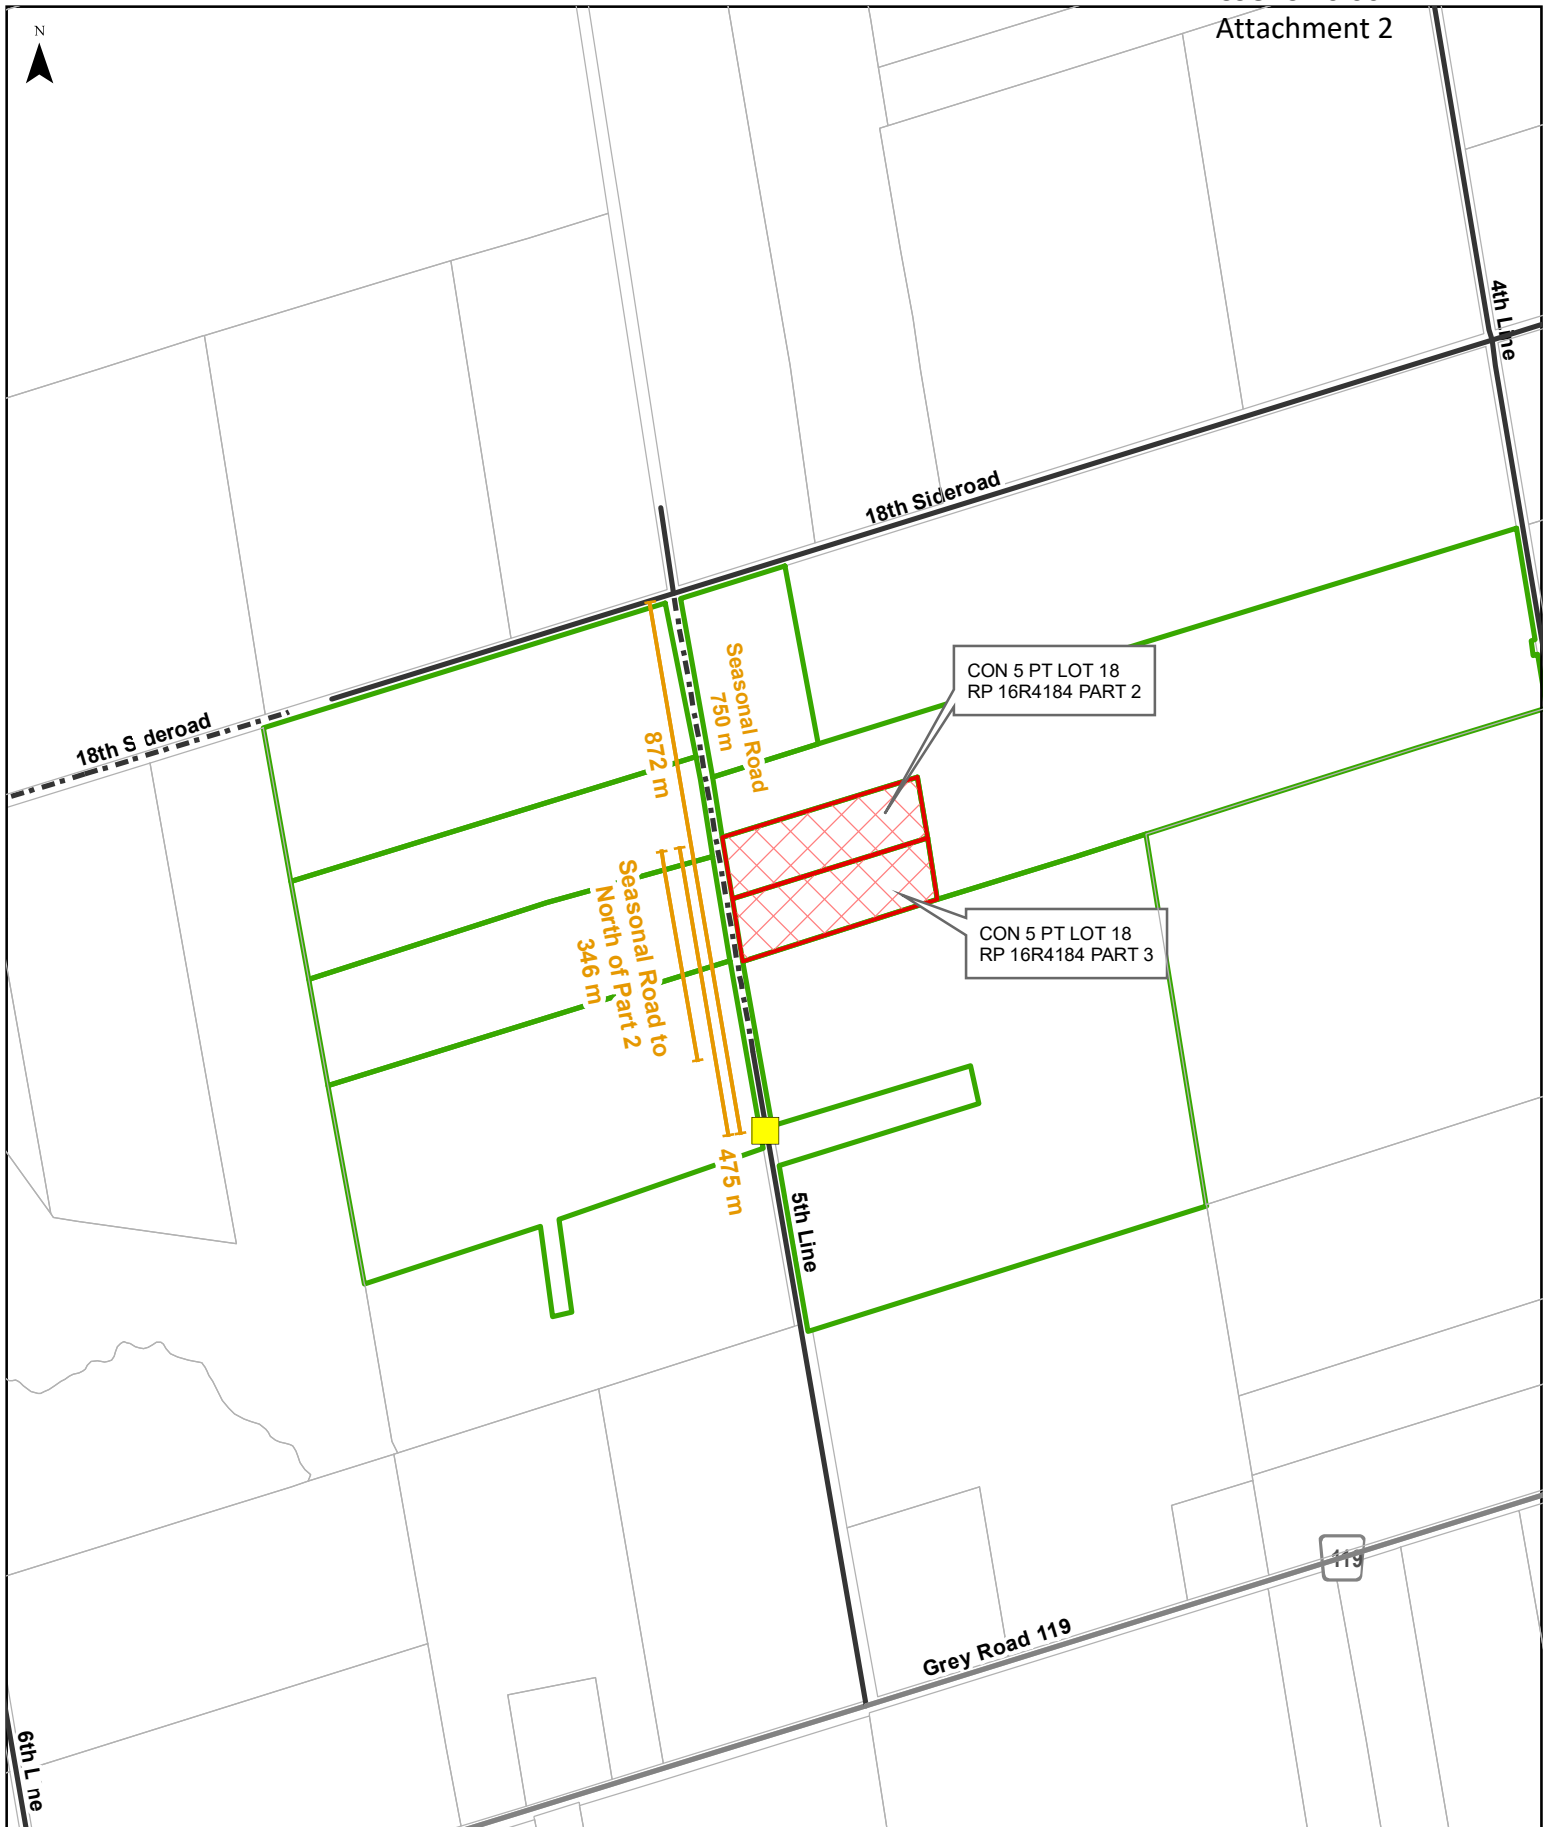 Attachment 2
N
4th Line
18th Sideroad
Seasonal Road
750 m
CON 5 PT LOT 18
RP 16R4184 PART 2
18th S deroad
872 m
Seasonal Road to
North of Part 2
346 m
CON 5 PT LOT 18
RP 16R4184 PART 3
475 m
5th Line
119
Grey Road 119
6th L ne